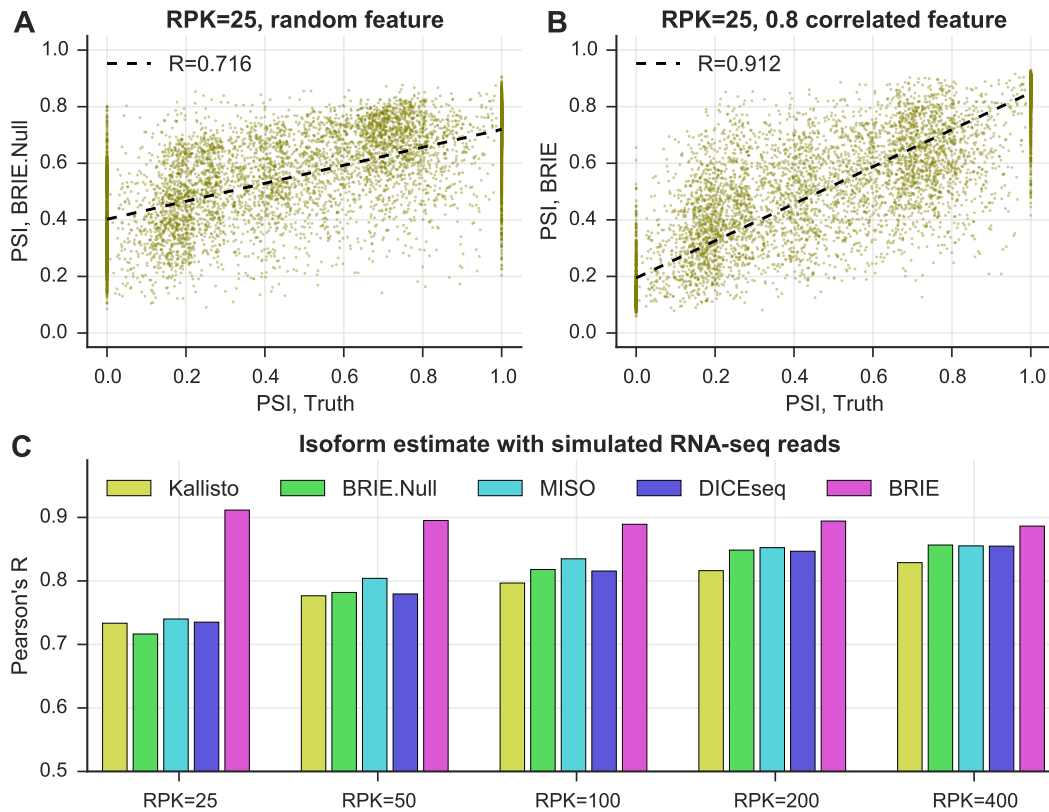 A
RPK=25, random feature
R=0.716
1.0
0.8
0.6
0.4
0.2
0.0
PSI, BRIE.Null
0.0 0.2 0.4 0.6 0.8 1.0
PSI, Truth
B
RPK=25, 0.8 correlated feature
R=0.912
1.0
0.8
0.6
0.4
0.2
0.0
PSI, BRIE
0.0 0.2 0.4 0.6 0.8 1.0
PSI, Truth
C
Isoform estimate with simulated RNA-seq reads
Kallisto BRIE.Null MISO DICEseq BRIE
0.9
0.8
0.7
0.6
0.5
Pearson's R
RPK=25 RPK=50 RPK=100 RPK=200 RPK=400